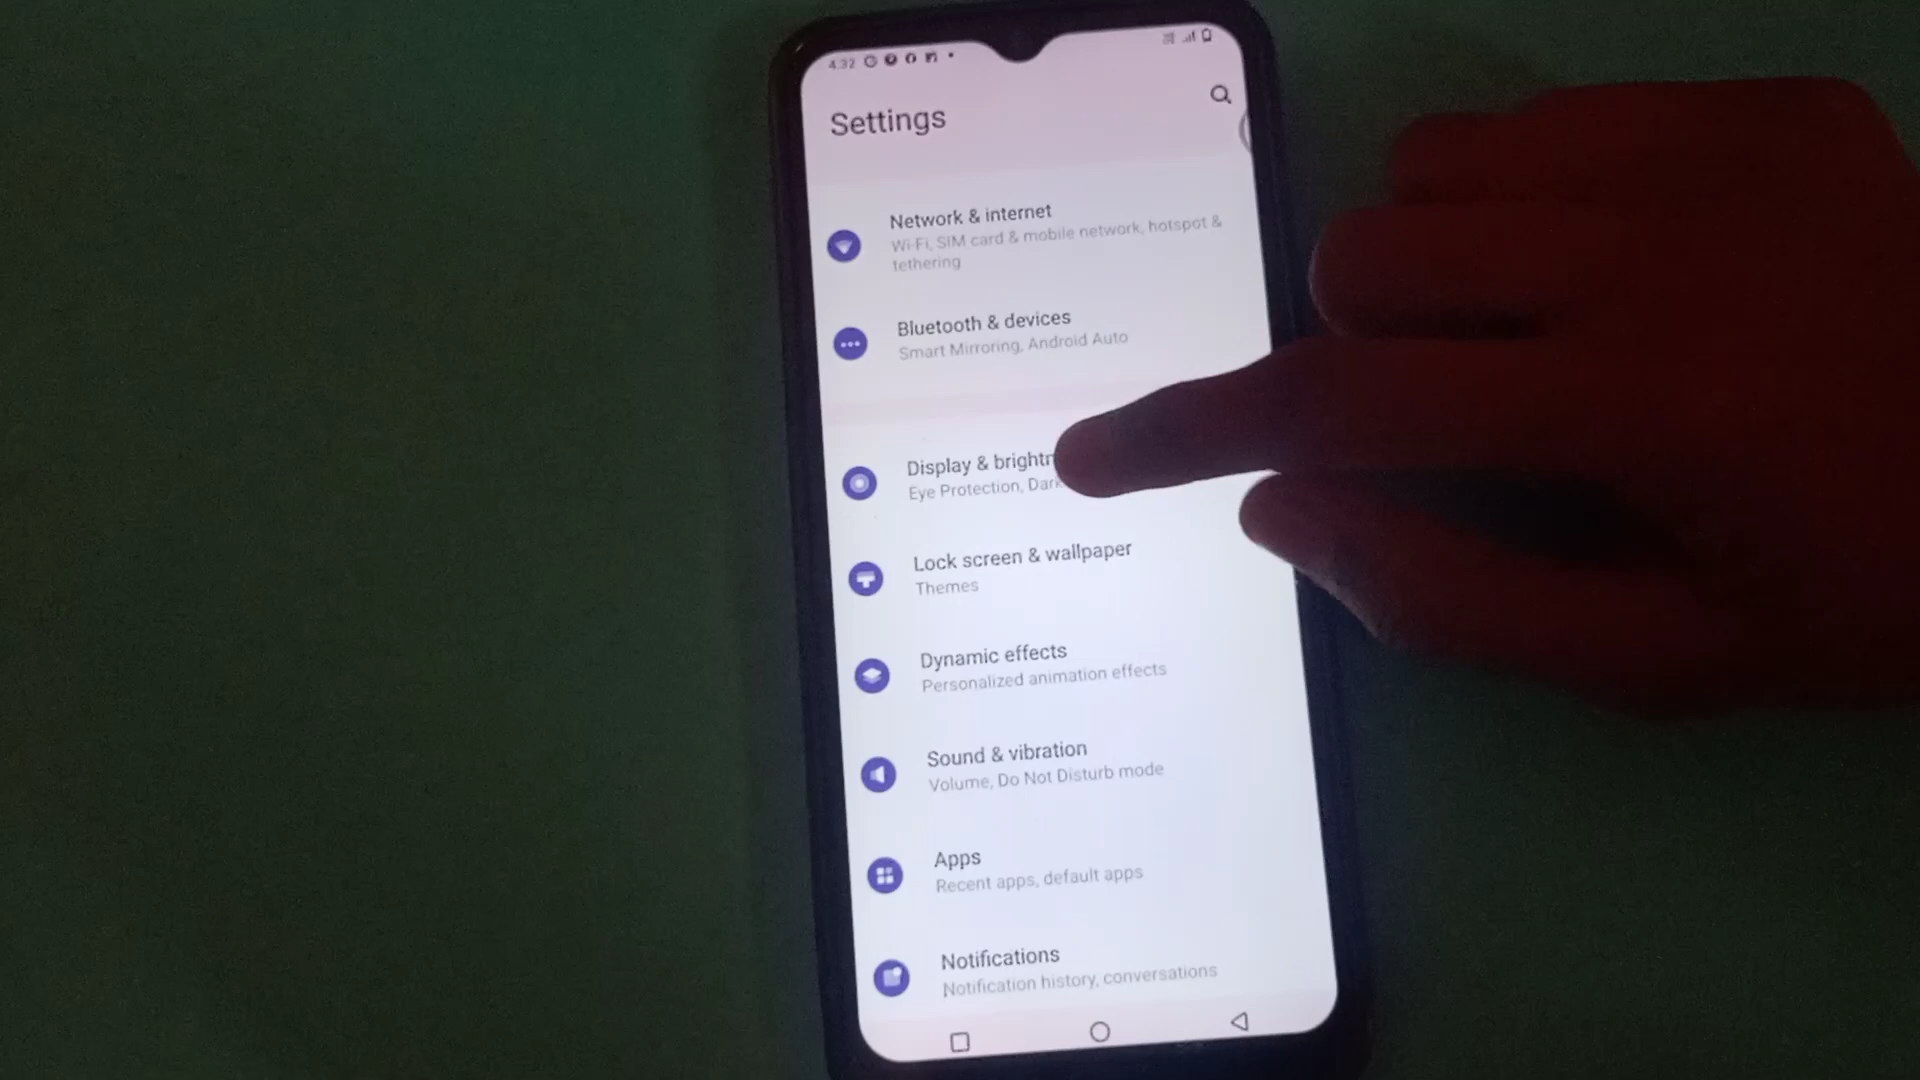 4:32
Settings
Network & internet
Wi-Fi, SIM card & mobile network, hotspot &
tethering
Bluetooth & devices
Smart Mirroring, Android Auto
Display & brightn
Eye Protection, Dark
Lock screen & wallpaper
Themes
Dynamic effects
Personalized animation effects
Sound & vibration
Volume, Do Not Disturb mode
Apps
Recent apps, default apps
Notifications
Notification history, conversations